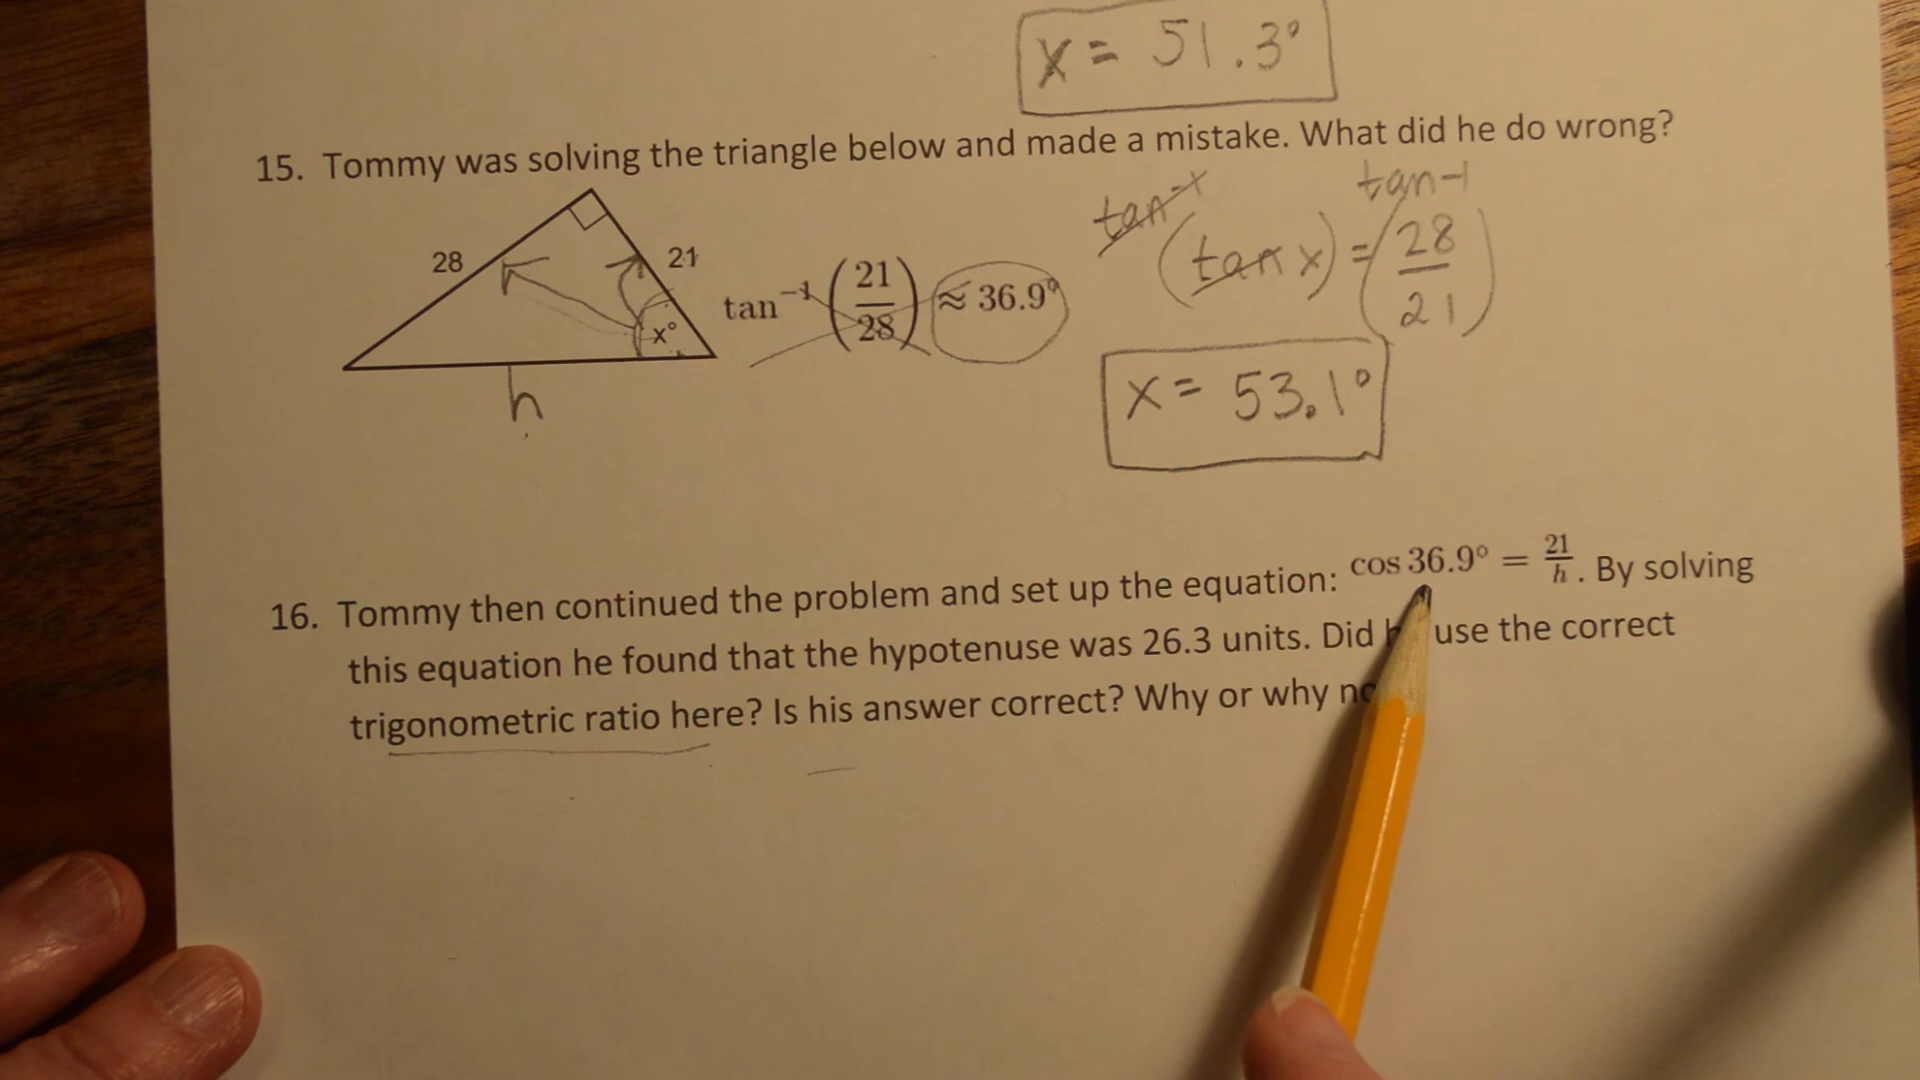 x = 51.3°
15. Tommy was solving the triangle below and made a mistake. What did he do wrong?
28
21
x°
h
tan⁻¹(21/28) ≈ 36.9°
tan⁻¹ (tan x) = tan-1 (28/21)
x = 53.1°
16. Tommy then continued the problem and set up the equation: cos 36.9° = 21/h. By solving
this equation he found that the hypotenuse was 26.3 units. Did use the correct
trigonometric ratio here? Is his answer correct? Why or why